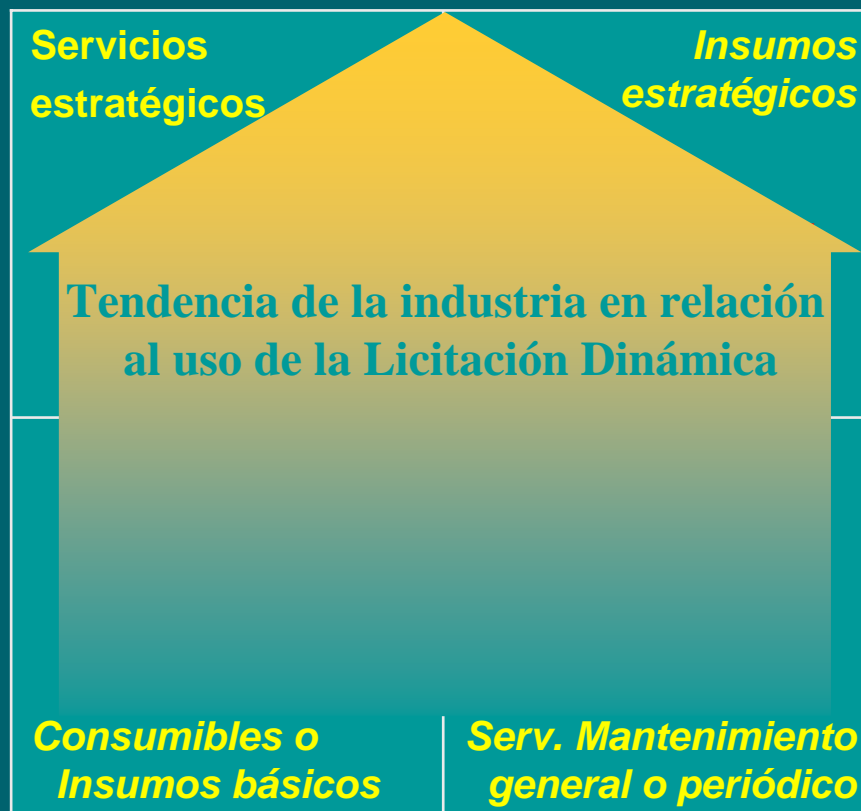 Servicios
estratégicos
Insumos
estratégicos
Tendencia de la industria en relación
al uso de la Licitación Dinámica
Consumibles o
Insumos básicos
Serv. Mantenimiento
general o periódico